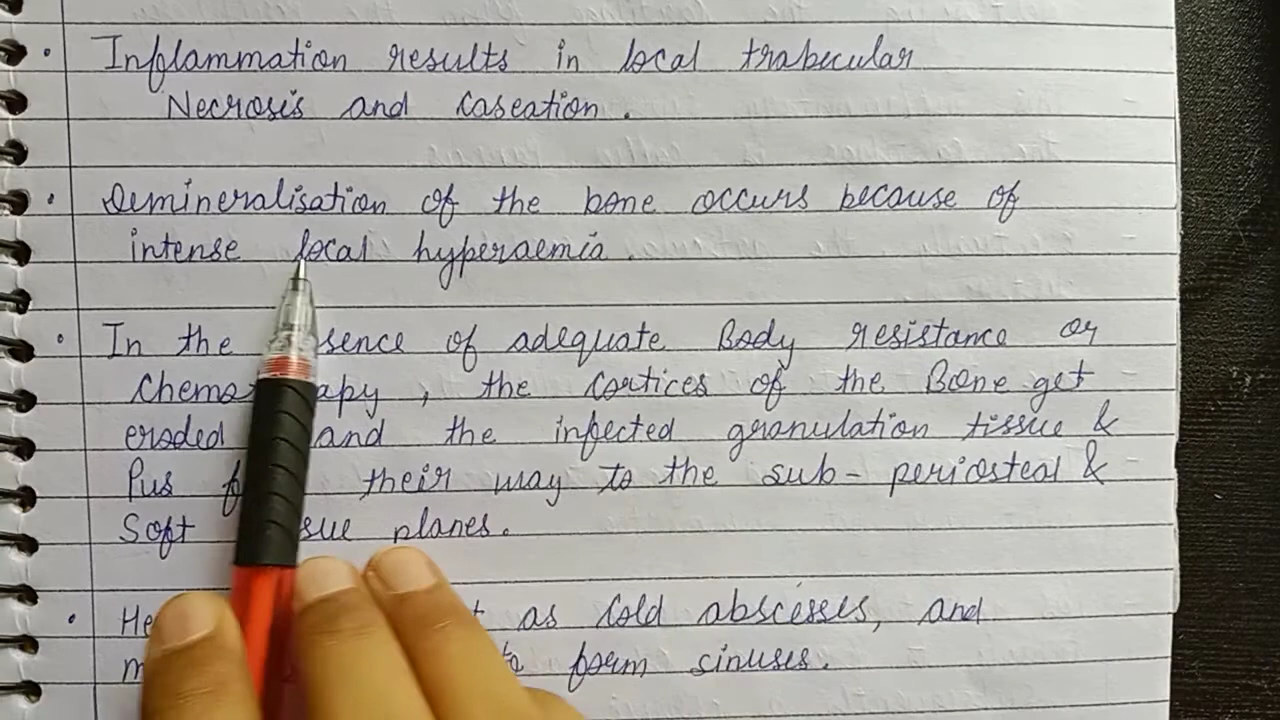 • Inflammation results in local trabecular
Necrosis and Caseation.
• Demineralisation of the bone occurs because of
intense local hyperaemia.
• In the sence of adequate Body resistance or
Chemo apy, the Cortices of the Bone get
eroded and the infected granulation tissue &
Pus their way to the sub-periosteal &
Soft sue planes.
• He as Cold abscesses, and
form sinuses.